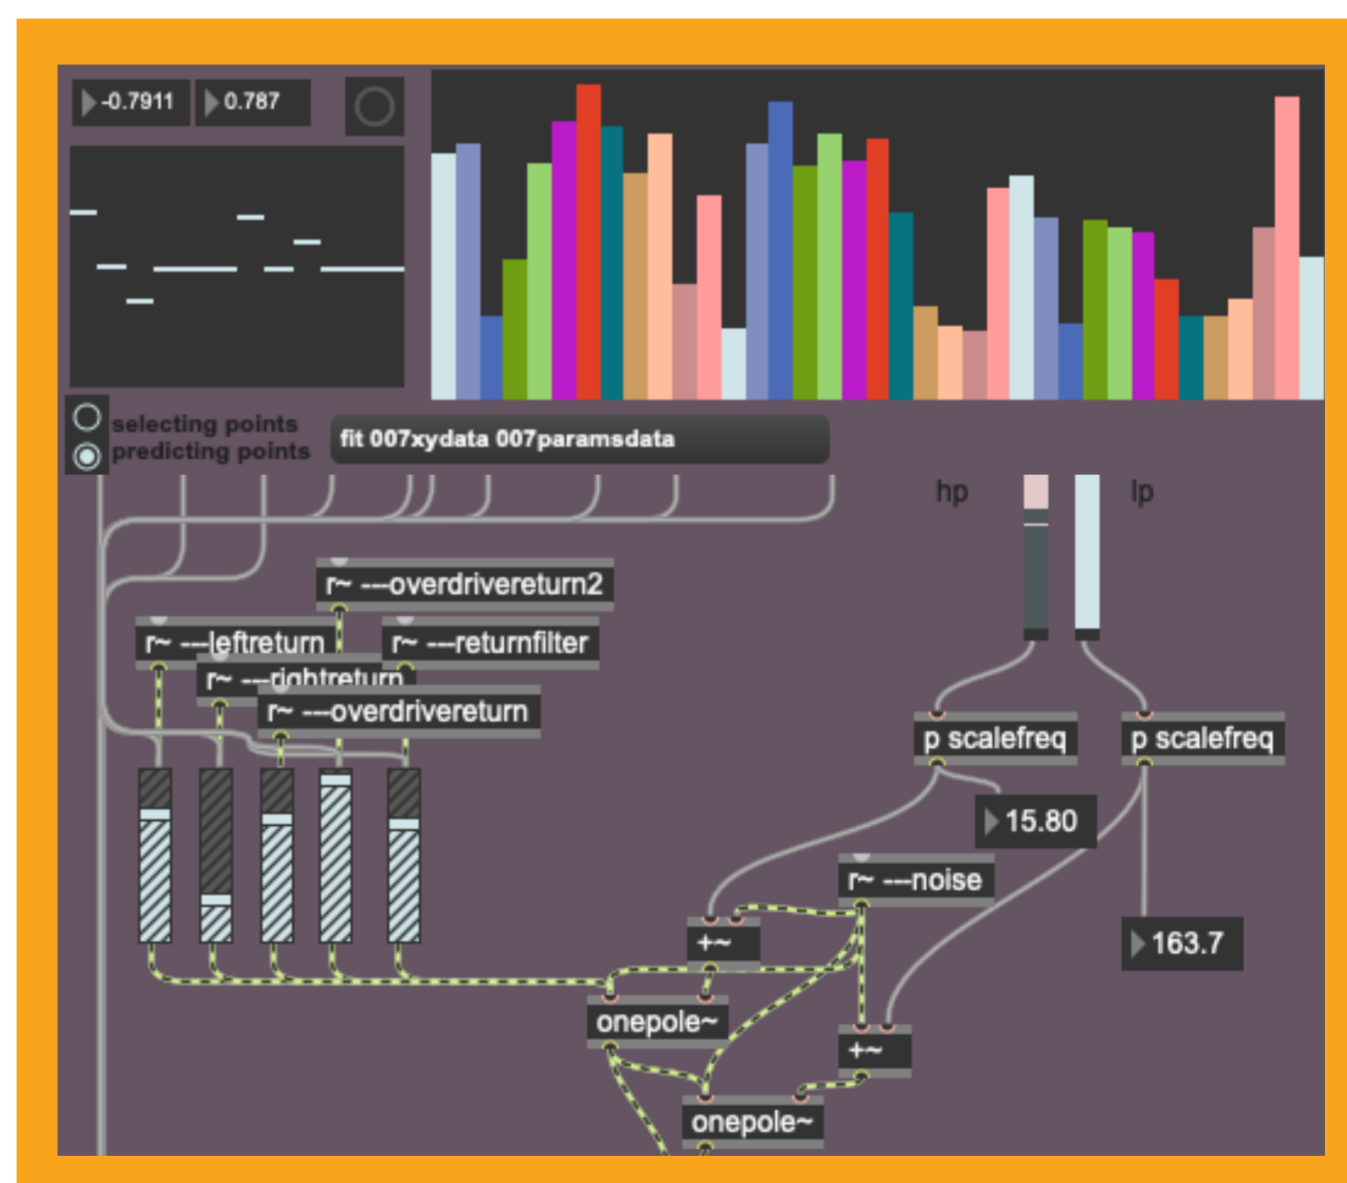 -0.7911
0.787
selecting points
predicting points
fit 007xydata 007paramsdata
hp
lp
r~ ---overdrivereturn2
r~ ---leftreturn
r~ ---returnfilter
r~ ---rightreturn
r~ ---overdrivereturn
p scalefreq
p scalefreq
15.80
r~ ---noise
+~
163.7
onepole~
+~
onepole~